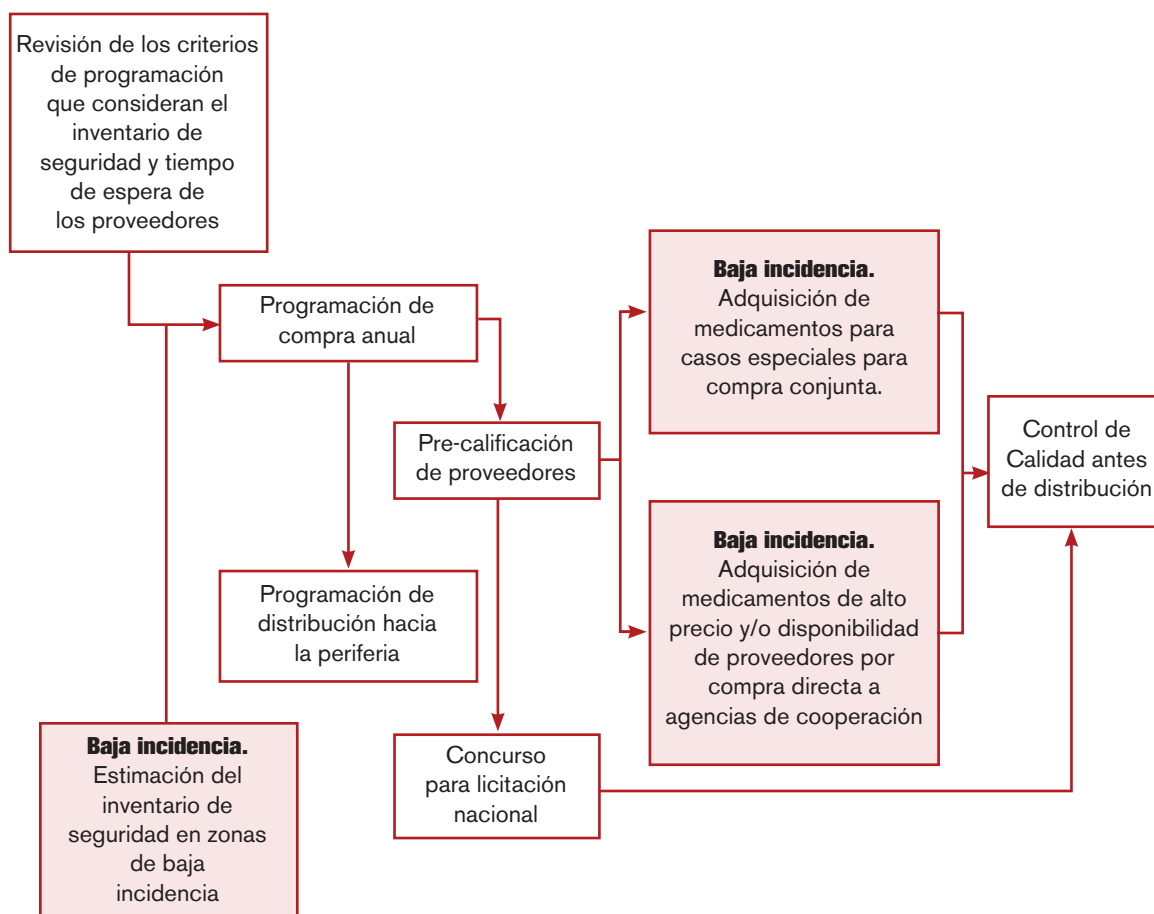 Revisión de los criterios
de programación
que consideran el
inventario de
seguridad y tiempo
de espera de
los proveedores
Programación de
compra anual
Pre-calificación
de proveedores
Baja incidencia.
Adquisición de
medicamentos para
casos especiales para
compra conjunta.
Control de
Calidad antes
de distribución
Baja incidencia.
Adquisición de
medicamentos de alto
precio y/o disponibilidad
de proveedores por
compra directa a
agencias de cooperación
Programación de
distribución hacia
la periferia
Baja incidencia.
Estimación del
inventario de
seguridad en zonas
de baja
incidencia
Concurso
para licitación
nacional